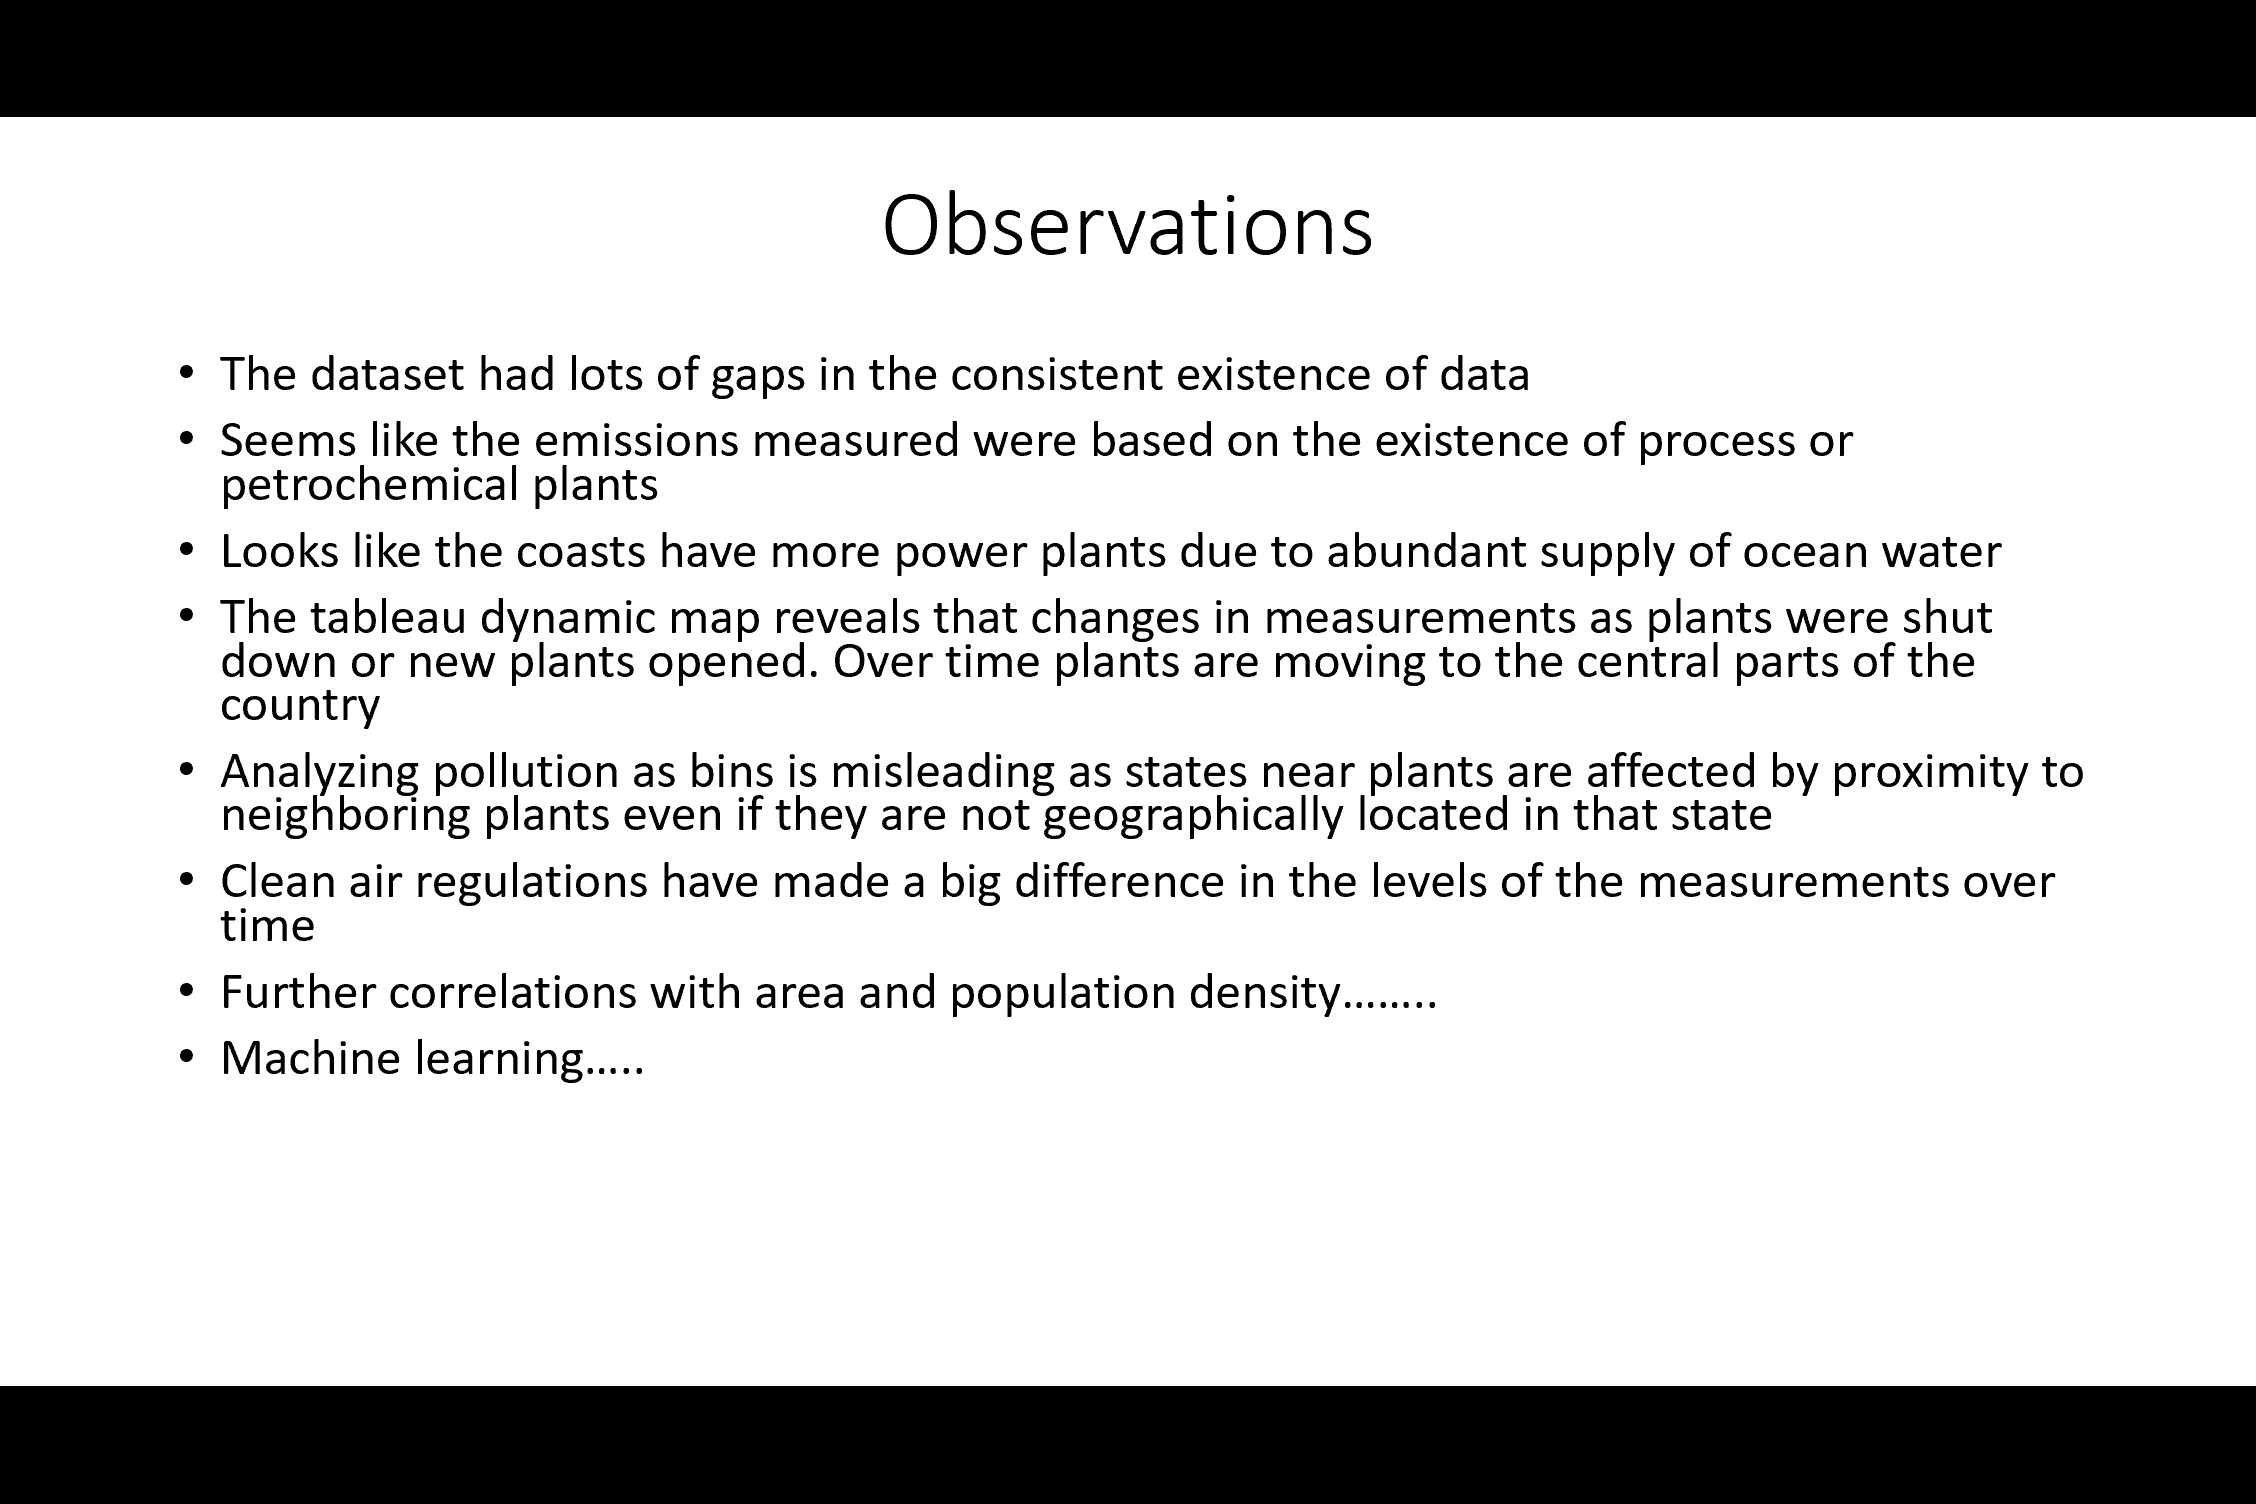 Observations
• The dataset had lots of gaps in the consistent existence of data
• Seems like the emissions measured were based on the existence of process or
petrochemical plants
• Looks like the coasts have more power plants due to abundant supply of ocean water
• The tableau dynamic map reveals that changes in measurements as plants were shut
down or new plants opened. Over time plants are moving to the central parts of the
country
• Analyzing pollution as bins is misleading as states near plants are affected by proximity to
neighboring plants even if they are not geographically located in that state
• Clean air regulations have made a big difference in the levels of the measurements over
time
• Further correlations with area and population density……..
• Machine learning…..